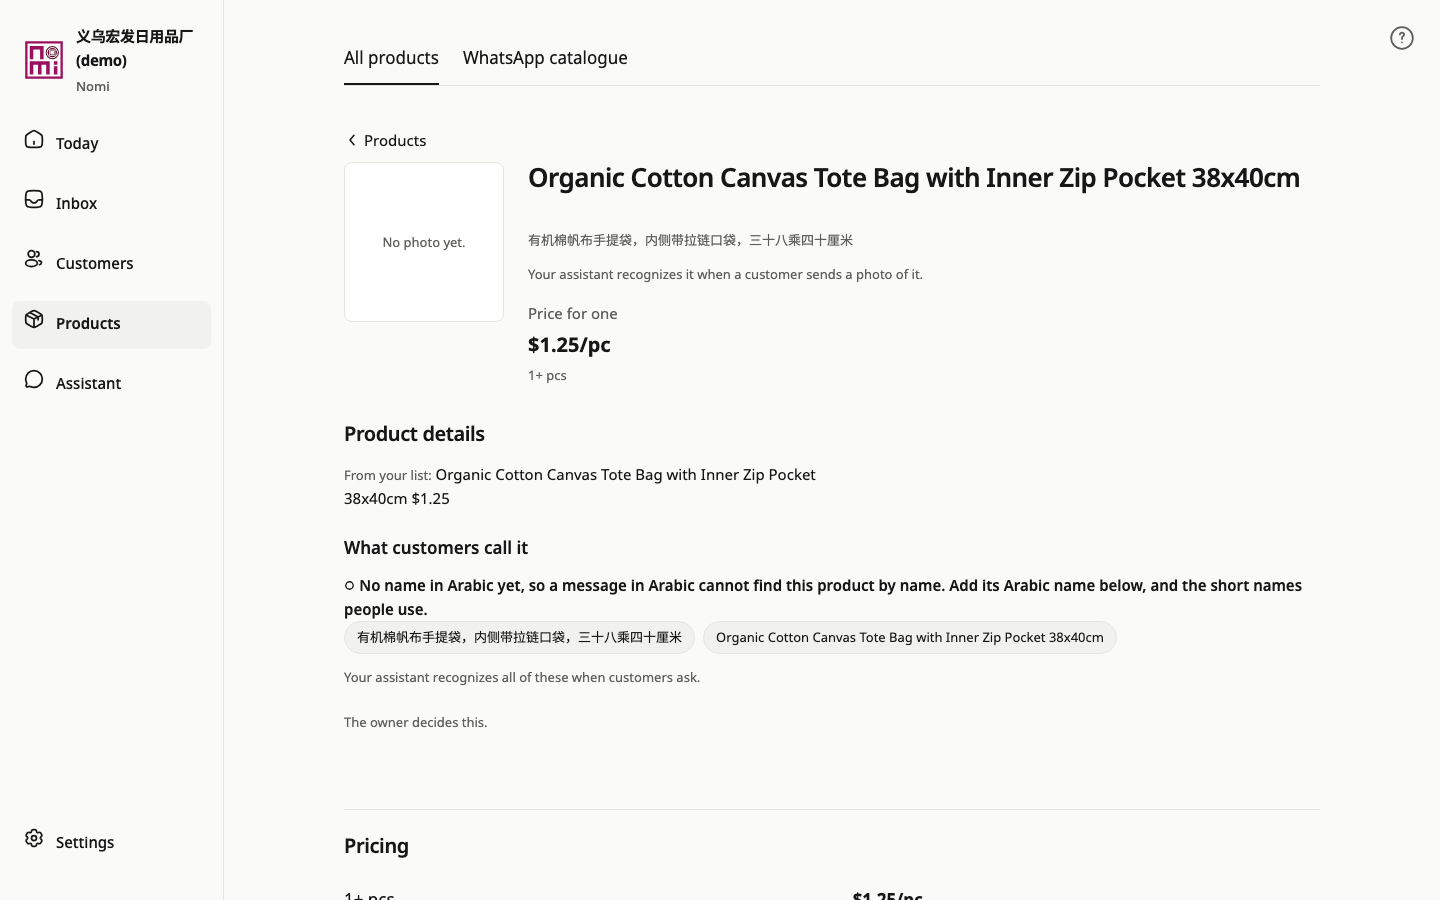 义乌宏发日用品厂
(demo)
Nomi
Today
Inbox
Customers
Products
Assistant
Settings
All products
WhatsApp catalogue
Products
No photo yet.
Organic Cotton Canvas Tote Bag with Inner Zip Pocket 38x40cm
有机棉帆布手提袋，内侧带拉链口袋，三十八乘四十厘米
Your assistant recognizes it when a customer sends a photo of it.
Price for one
$1.25/pc
1+ pcs
Product details
From your list: Organic Cotton Canvas Tote Bag with Inner Zip Pocket
38x40cm $1.25
What customers call it
No name in Arabic yet, so a message in Arabic cannot find this product by name. Add its Arabic name below, and the short names
people use.
有机棉帆布手提袋，内侧带拉链口袋，三十八乘四十厘米
Organic Cotton Canvas Tote Bag with Inner Zip Pocket 38x40cm
Your assistant recognizes all of these when customers ask.
The owner decides this.
Pricing
1+ pcs
$1.25/pc